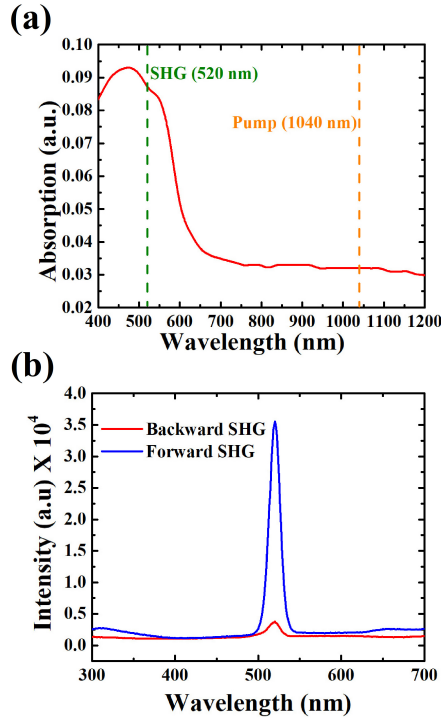 (a)
0.10
0.09
0.08
0.07
0.06
0.05
0.04
0.03
0.02
Absorption (a.u.)
SHG (520 nm)
Pump (1040 nm)
400 500 600 700 800 900 1000 1100 1200
Wavelength (nm)
(b)
4.0
3.5
3.0
2.5
2.0
1.5
1.0
0.5
0.0
Intensity (a.u) X 10^4
Backward SHG
Forward SHG
300 400 500 600 700
Wavelength (nm)